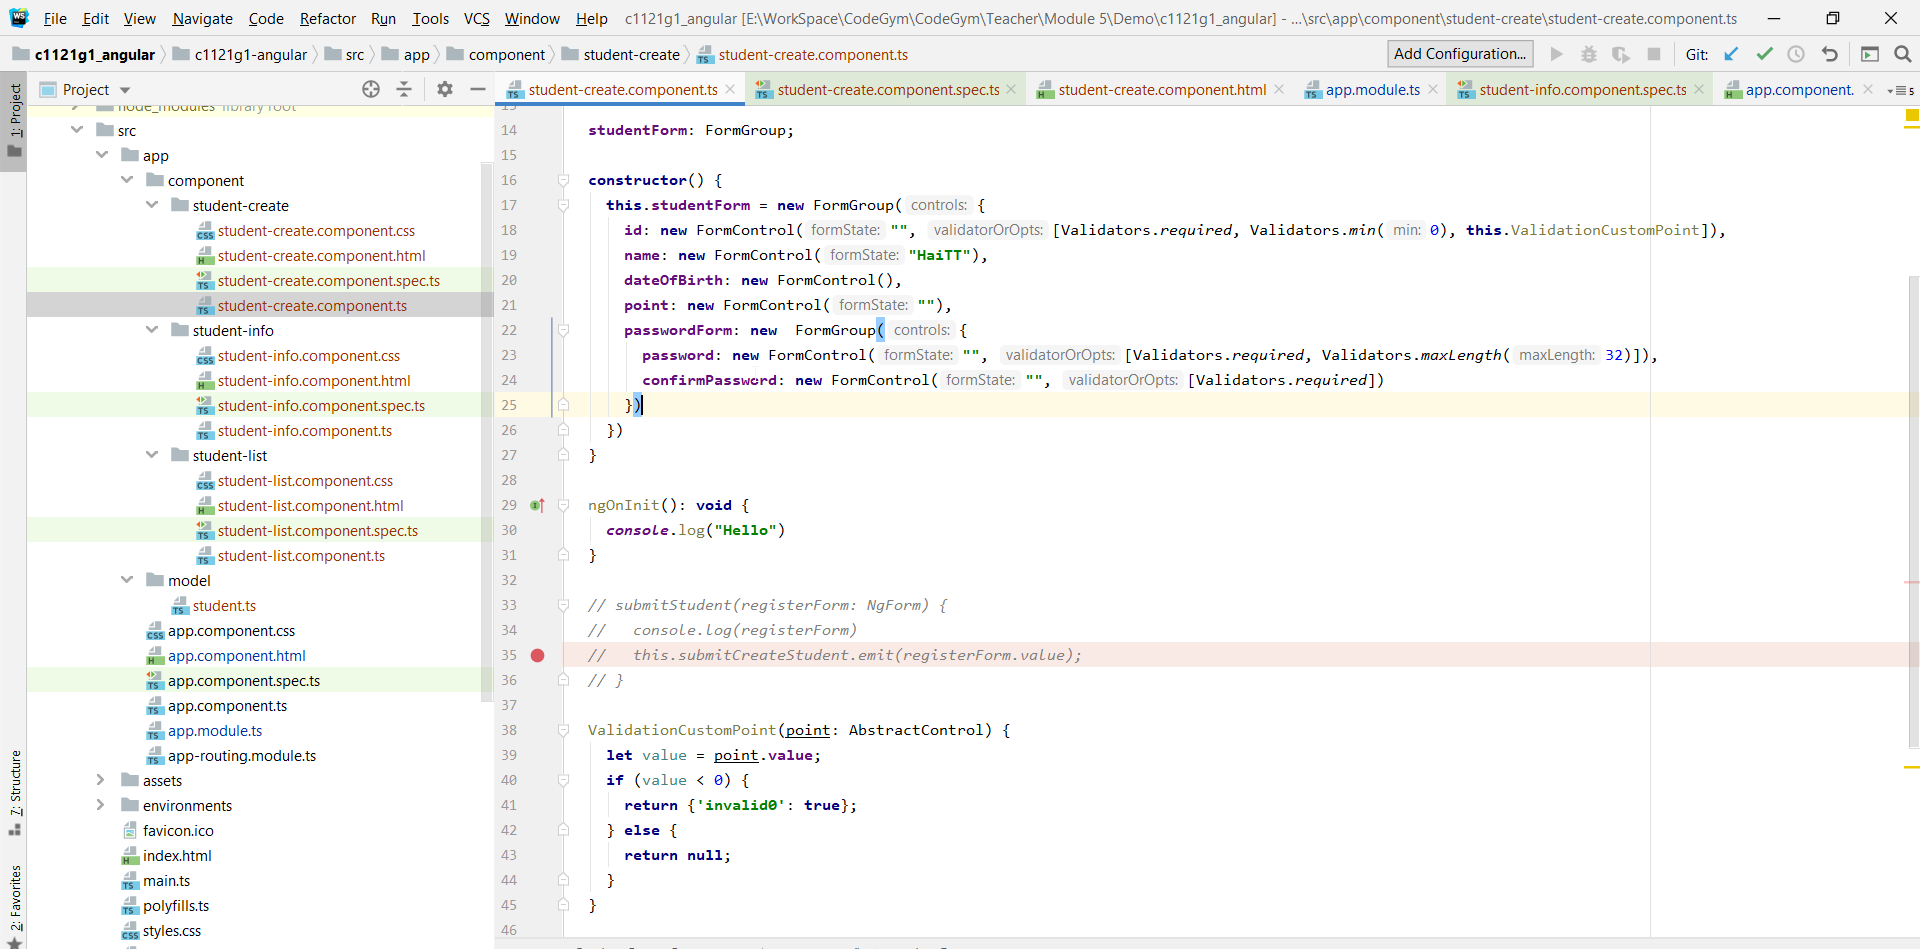 File Edit View Navigate Code Refactor Run Tools VCS Window Help c1121g1_angular [E:\WorkSpace\CodeGym\CodeGym\Teacher\Module 5\Demo\c1121g1_angular] - ...\src\app\component\student-create\student-create.component.ts
c1121g1_angular c1121g1-angular src app component student-create student-create.component.ts Add Configuration... Git:
1: Project
7: Structure
2: Favorites
Project
node_modules library root
src
app
component
student-create
student-create.component.css
student-create.component.html
student-create.component.spec.ts
student-create.component.ts
student-info
student-info.component.css
student-info.component.html
student-info.component.spec.ts
student-info.component.ts
student-list
student-list.component.css
student-list.component.html
student-list.component.spec.ts
student-list.component.ts
model
student.ts
app.component.css
app.component.html
app.component.spec.ts
app.component.ts
app.module.ts
app-routing.module.ts
assets
environments
favicon.ico
index.html
main.ts
polyfills.ts
styles.css
student-create.component.ts student-create.component.spec.ts student-create.component.html app.module.ts student-info.component.spec.ts app.component. 5
13
14 studentForm: FormGroup;
15
16 constructor() {
17 this.studentForm = new FormGroup( controls: {
18 id: new FormControl( formState: "", validatorOrOpts: [Validators.required, Validators.min( min: 0), this.ValidationCustomPoint]),
19 name: new FormControl( formState: "HaiTT"),
20 dateOfBirth: new FormControl(),
21 point: new FormControl( formState: ""),
22 passwordForm: new  FormGroup( controls: {
23 password: new FormControl( formState: "", validatorOrOpts: [Validators.required, Validators.maxLength( maxLength: 32)]),
24 confirmPassword: new FormControl( formState: "", validatorOrOpts: [Validators.required])
25 })
26 })
27 }
28
29 ngOnInit(): void {
30 console.log("Hello")
31 }
32
33 // submitStudent(registerForm: NgForm) {
34 //   console.log(registerForm)
35 //   this.submitCreateStudent.emit(registerForm.value);
36 // }
37
38 ValidationCustomPoint(point: AbstractControl) {
39 let value = point.value;
40 if (value < 0) {
41 return {'invalid0': true};
42 } else {
43 return null;
44 }
45 }
46